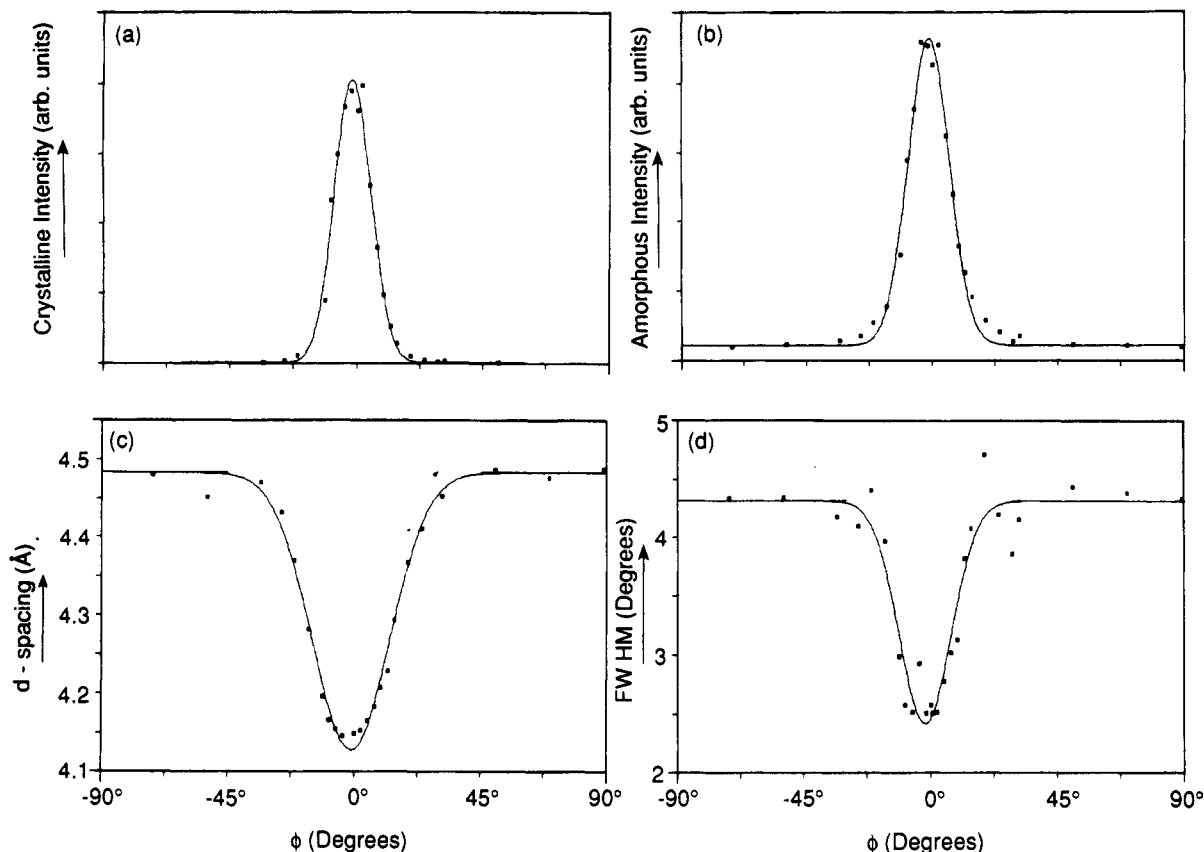 (a)
Crystalline Intensity (arb. units)
(b)
Amorphous Intensity (arb. units)
(c)
d - spacing (Å).
4.5
4.4
4.3
4.2
4.1
-90° -45° 0° 45° 90°
ϕ (Degrees)
(d)
FW HM (Degrees)
5
4
3
2
-90° -45° 0° 45° 90°
ϕ (Degrees)